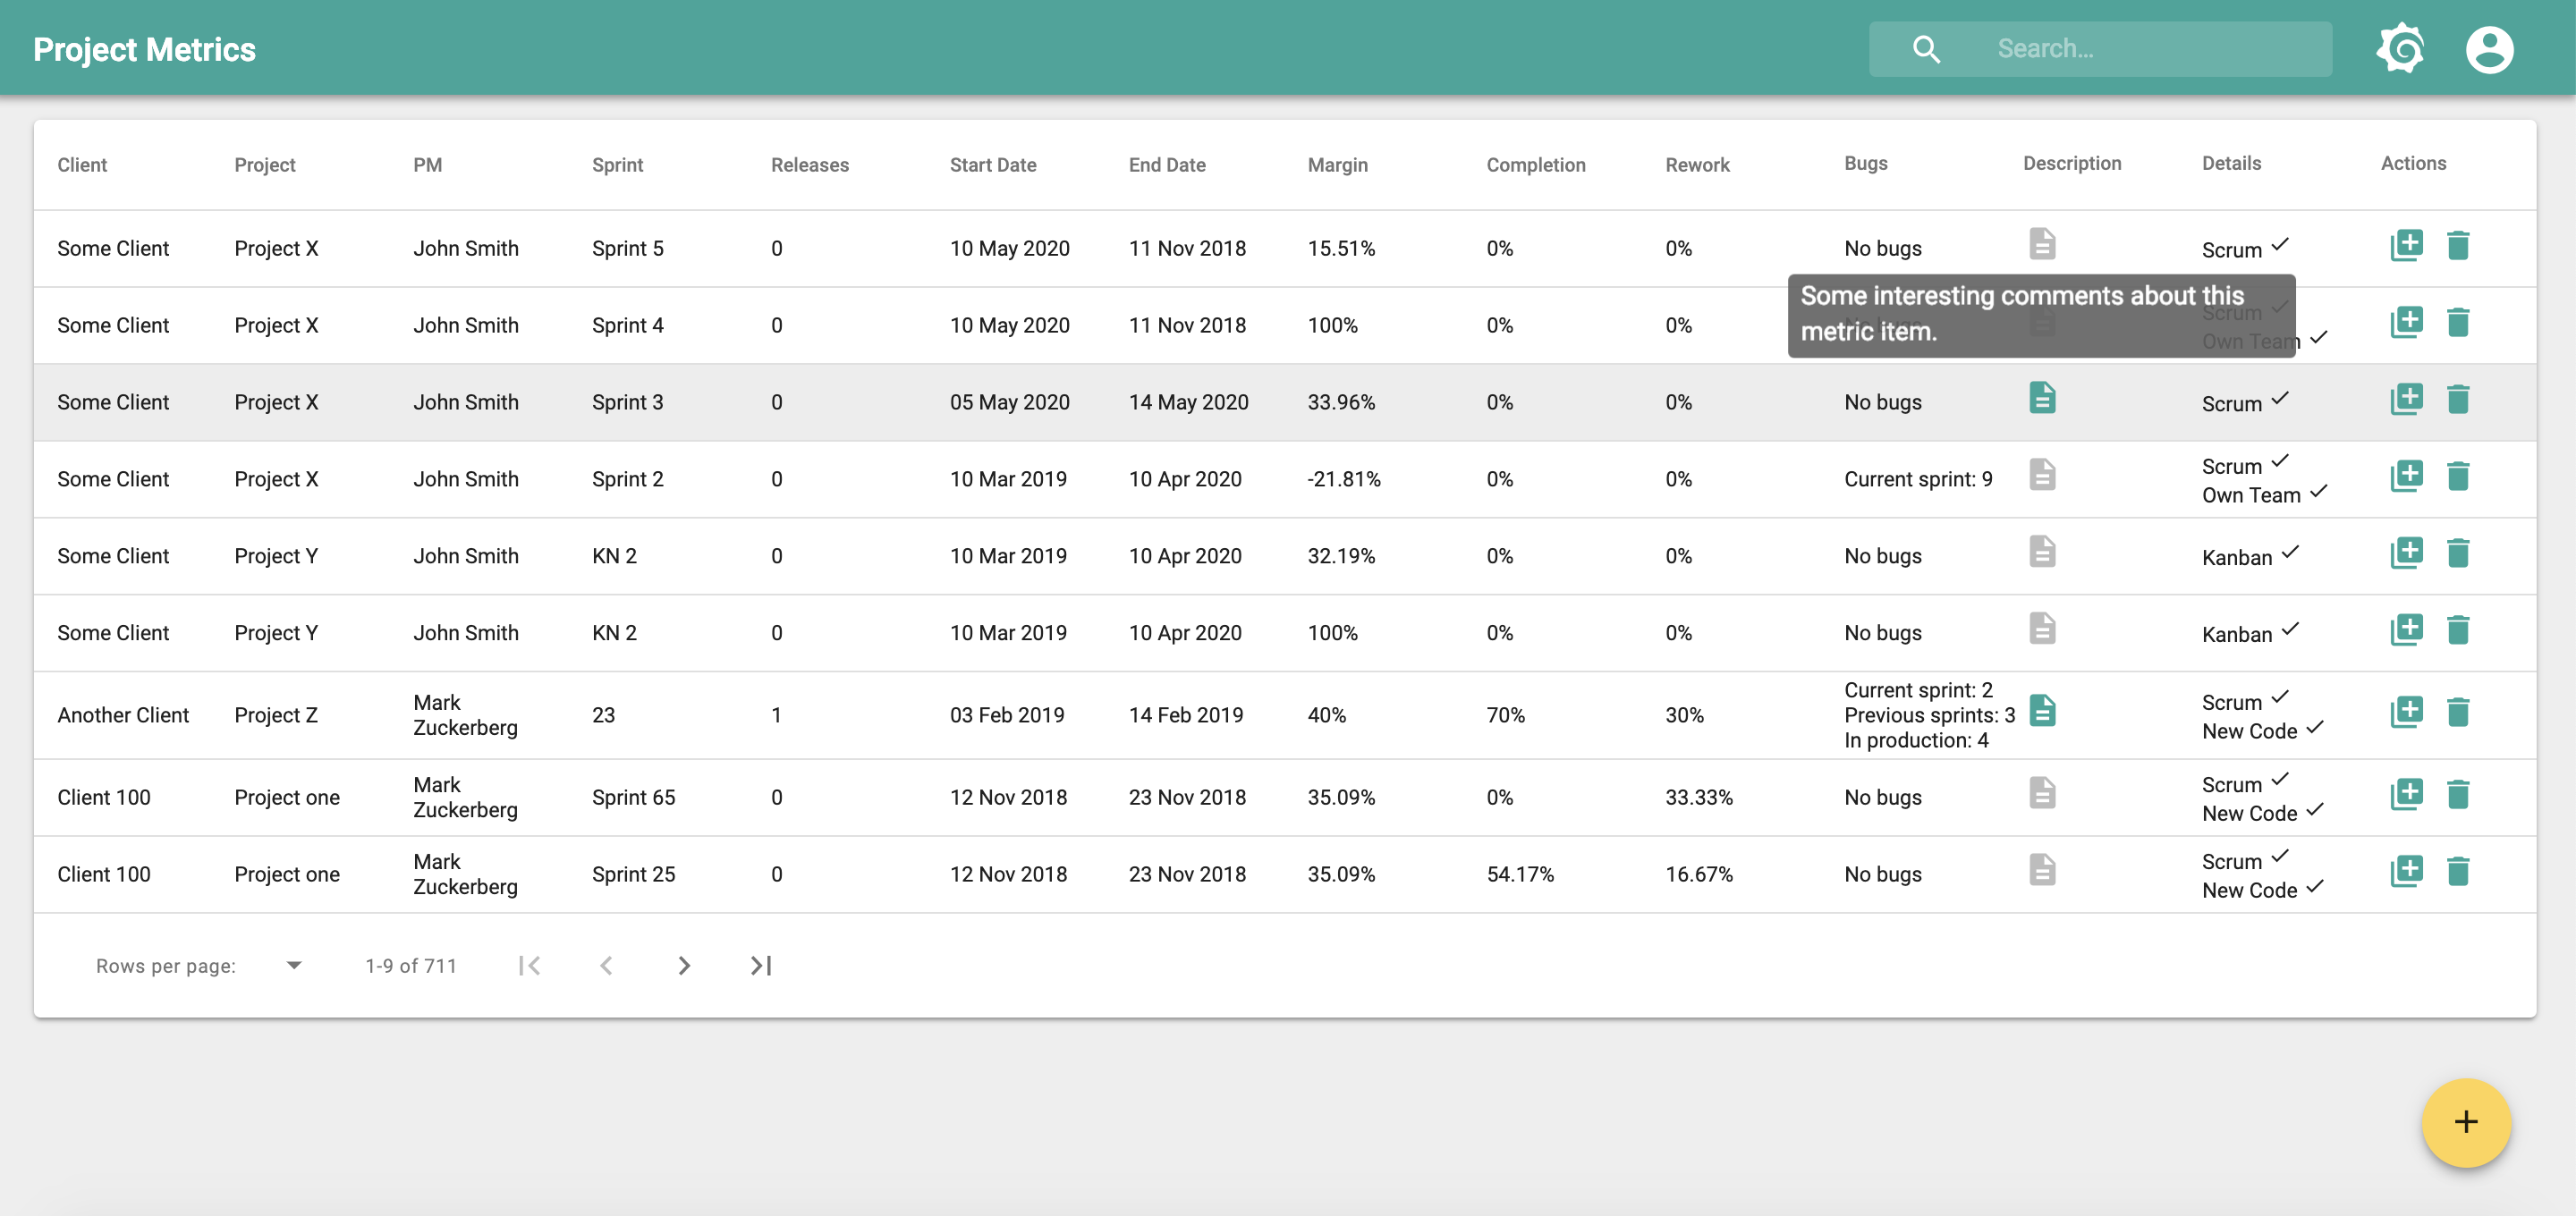 Project Metrics
Search...
Client Project PM Sprint Releases Start Date End Date Margin Completion Rework Bugs Description Details Actions
Some Client Project X John Smith Sprint 5 0 10 May 2020 11 Nov 2018 15.51% 0% 0% No bugs Scrum
Some interesting comments about this
metric item.
Some Client Project X John Smith Sprint 4 0 10 May 2020 11 Nov 2018 100% 0% 0% No bugs Scrum
Own Team
Some Client Project X John Smith Sprint 3 0 05 May 2020 14 May 2020 33.96% 0% 0% No bugs Scrum
Some Client Project X John Smith Sprint 2 0 10 Mar 2019 10 Apr 2020 -21.81% 0% 0% Current sprint: 9 Scrum
Own Team
Some Client Project Y John Smith KN 2 0 10 Mar 2019 10 Apr 2020 32.19% 0% 0% No bugs Kanban
Some Client Project Y John Smith KN 2 0 10 Mar 2019 10 Apr 2020 100% 0% 0% No bugs Kanban
Another Client Project Z Mark Zuckerberg 23 1 03 Feb 2019 14 Feb 2019 40% 70% 30% Current sprint: 2 Scrum
Previous sprints: 3 New Code
In production: 4
Client 100 Project one Mark Zuckerberg Sprint 65 0 12 Nov 2018 23 Nov 2018 35.09% 0% 33.33% No bugs Scrum
New Code
Client 100 Project one Mark Zuckerberg Sprint 25 0 12 Nov 2018 23 Nov 2018 35.09% 54.17% 16.67% No bugs Scrum
New Code
Rows per page: 1-9 of 711